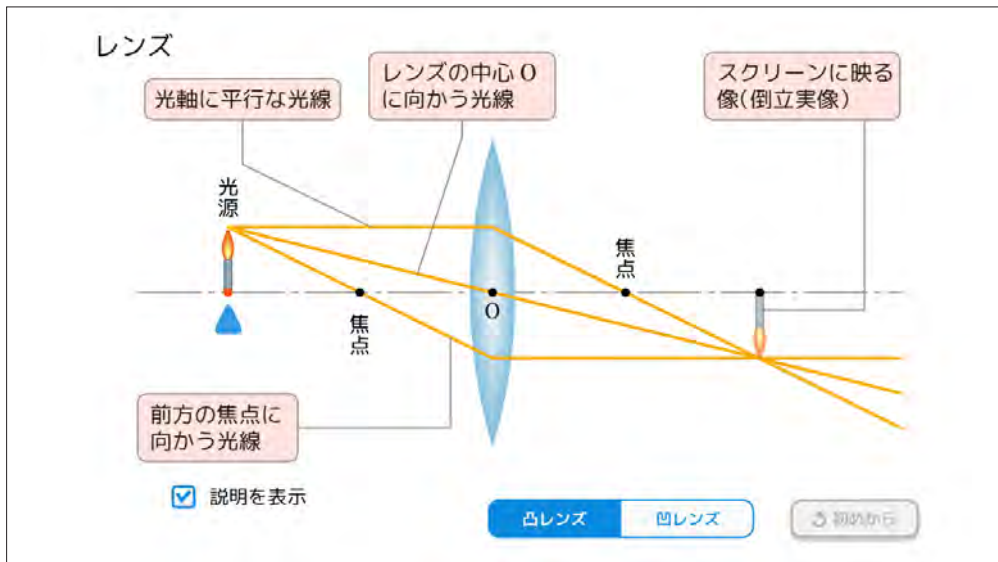 レンズ
光軸に平行な光線
レンズの中心 O
に向かう光線
スクリーンに映る
像(倒立実像)
光源
焦点
焦点
O
前方の焦点に
向かう光線
説明を表示
凸レンズ
凹レンズ
初めから